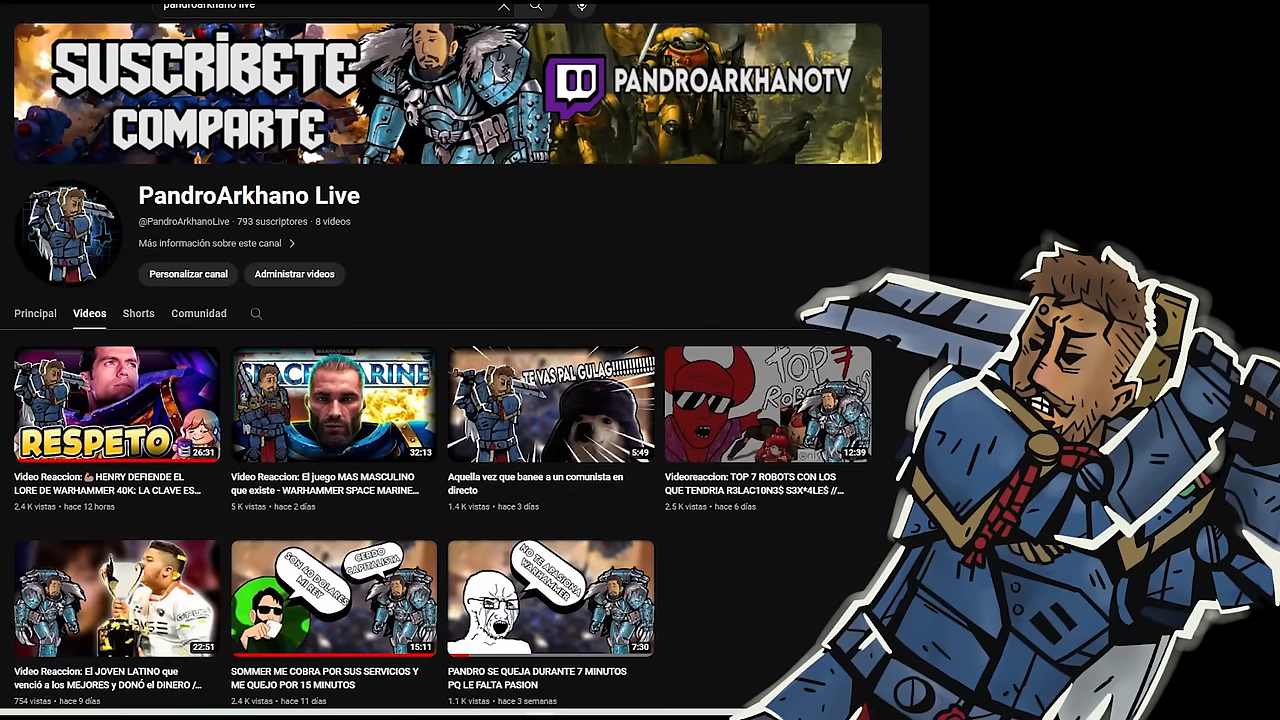 pandroarkhano live
SUSCRÍBETE
COMPARTE
PANDROARKHANOTV
PandroArkhano Live
@PandroArkhanoLive · 793 suscriptores · 8 videos
Más información sobre este canal
Personalizar canal
Administrar videos
Principal
Videos
Shorts
Comunidad
RESPETO
26:31
WARHAMMER
SPACE MARINE
32:13
TE VAS PAL GULAG!!!!!!!!!!!!!
5:49
TOP 7
12:39
Video Reaccion:💪🏽HENRY DEFIENDE EL
LORE DE WARHAMMER 40K: LA CLAVE ES...
2.4 K vistas · hace 12 horas
Video Reaccion: El juego MAS MASCULINO
que existe - WARHAMMER SPACE MARINE...
5 K vistas · hace 2 días
Aquella vez que banee a un comunista en
directo
1.4 K vistas · hace 3 días
Videoreaccion: TOP 7 ROBOTS CON LOS
QUE TENDRIA R3LAC10N3$ S3X*4LE$ //...
2.5 K vistas · hace 6 días
22:51
SON 40 DOLARES
MIREY
CERDO
CAPITALISTA
15:11
NO TE APASIONA
WARHAMMER
7:30
Video Reaccion: El JOVEN LATINO que
venció a los MEJORES y DONÓ el DINERO /...
754 vistas · hace 9 días
SOMMER ME COBRA POR SUS SERVICIOS Y
ME QUEJO POR 15 MINUTOS
2.4 K vistas · hace 11 días
PANDRO SE QUEJA DURANTE 7 MINUTOS
PQ LE FALTA PASION
1.1 K vistas · hace 3 semanas